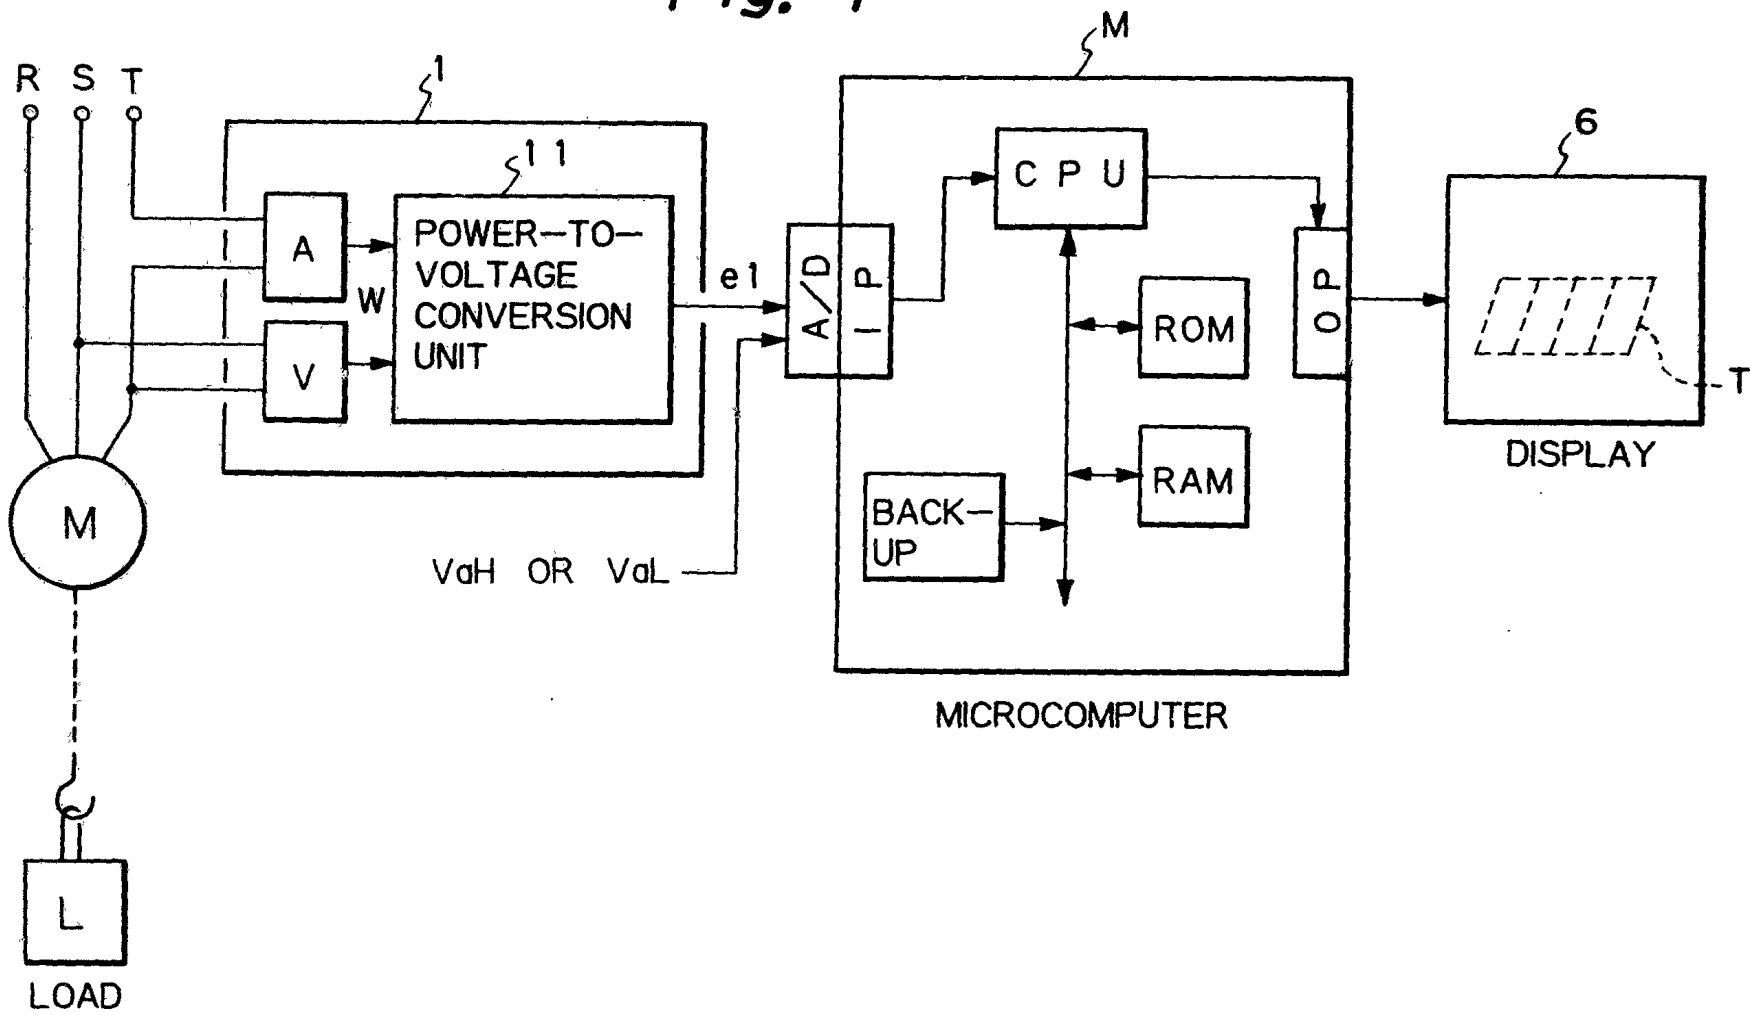 R S T
1
11
A
V
W
POWER-TO-
VOLTAGE
CONVERSION
UNIT
e1
VaH OR VaL
M
LOAD
L
M
A/D
IP
CPU
ROM
RAM
BACK-
UP
OP
MICROCOMPUTER
6
T
DISPLAY